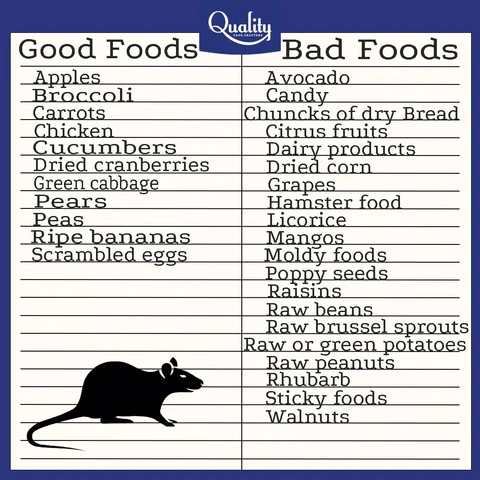 Quality
CAGE CRAFTERS
Good Foods
Apples
Broccoli
Carrots
Chicken
Cucumbers
Dried cranberries
Green cabbage
Pears
Peas
Ripe bananas
Scrambled eggs
Bad Foods
Avocado
Candy
Chuncks of dry Bread
Citrus fruits
Dairy products
Dried corn
Grapes
Hamster food
Licorice
Mangos
Moldy foods
Poppy seeds
Raisins
Raw beans
Raw brussel sprouts
Raw or green potatoes
Raw peanuts
Rhubarb
Sticky foods
Walnuts